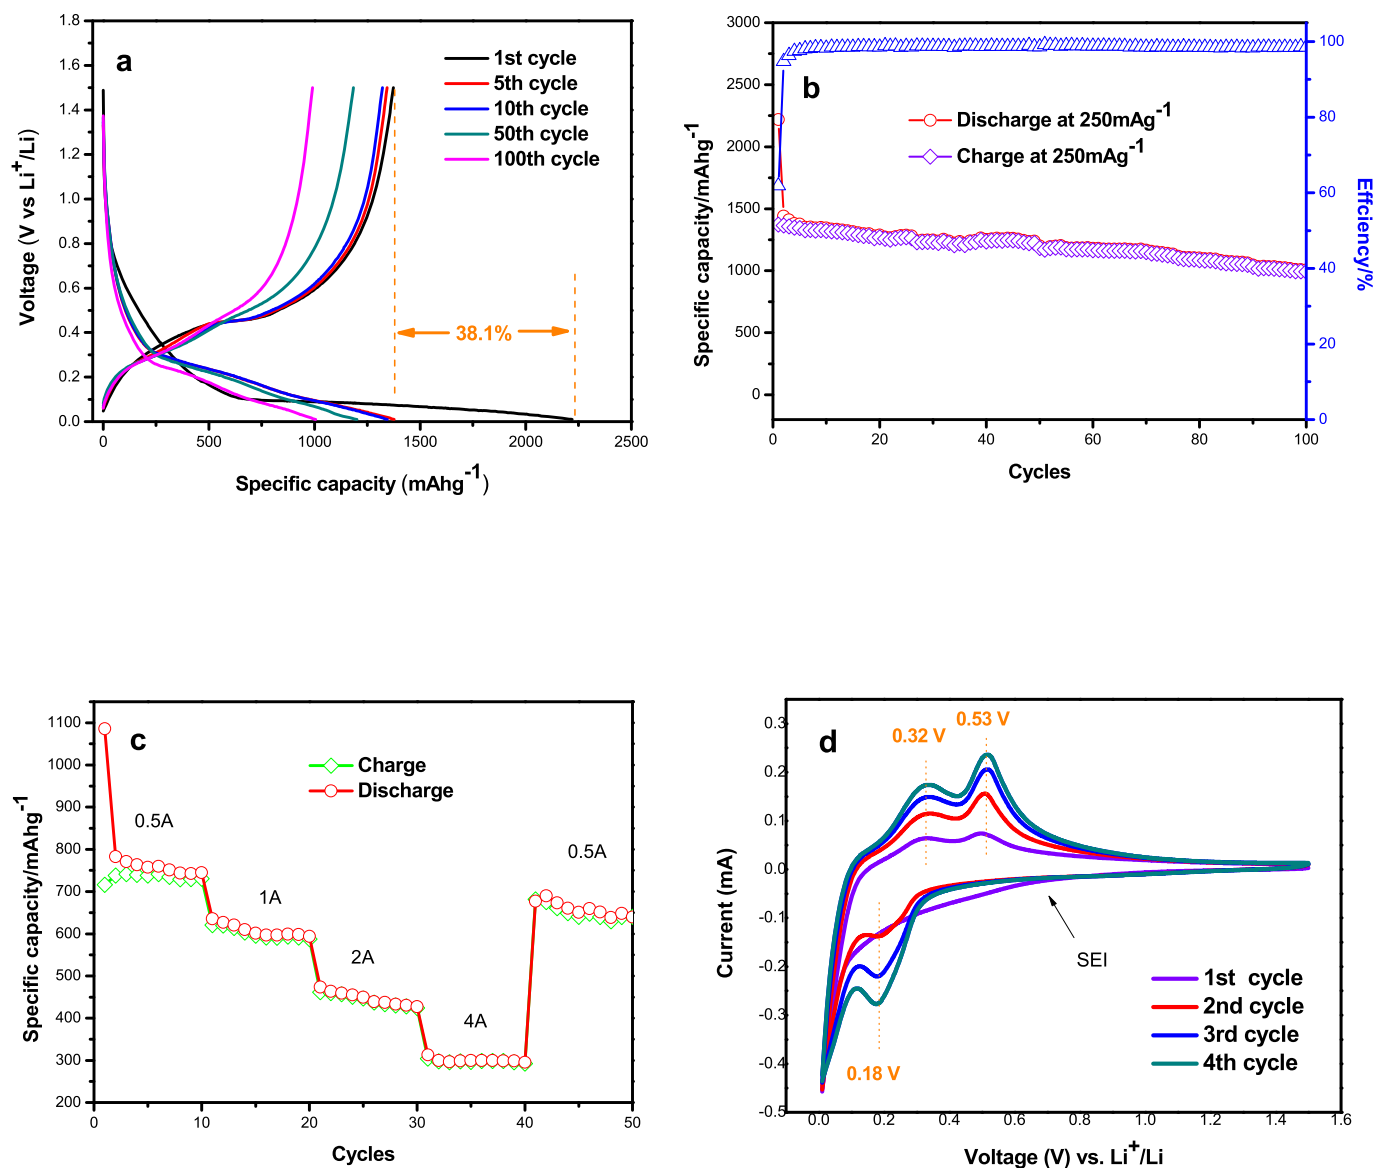 a
1st cycle
5th cycle
10th cycle
50th cycle
100th cycle
38.1%
1.8
1.6
1.4
1.2
1.0
0.8
0.6
0.4
0.2
0.0
Voltage (V vs Li⁺/Li)
0 500 1000 1500 2000 2500
Specific capacity (mAhg⁻¹)
b
Discharge at 250mAg⁻¹
Charge at 250mAg⁻¹
3000
2500
2000
1500
1000
500
0
Specific capacity/mAhg⁻¹
100
80
60
40
20
0
Effciency/%
0 20 40 60 80 100
Cycles
c
Charge
Discharge
0.5A
1A
2A
4A
0.5A
1100
1000
900
800
700
600
500
400
300
200
Specific capacity/mAhg⁻¹
0 10 20 30 40 50
Cycles
d
0.32 V
0.53 V
0.18 V
SEI
1st cycle
2nd cycle
3rd cycle
4th cycle
0.3
0.2
0.1
0.0
-0.1
-0.2
-0.3
-0.4
-0.5
Current (mA)
0.0 0.2 0.4 0.6 0.8 1.0 1.2 1.4 1.6
Voltage (V) vs. Li⁺/Li